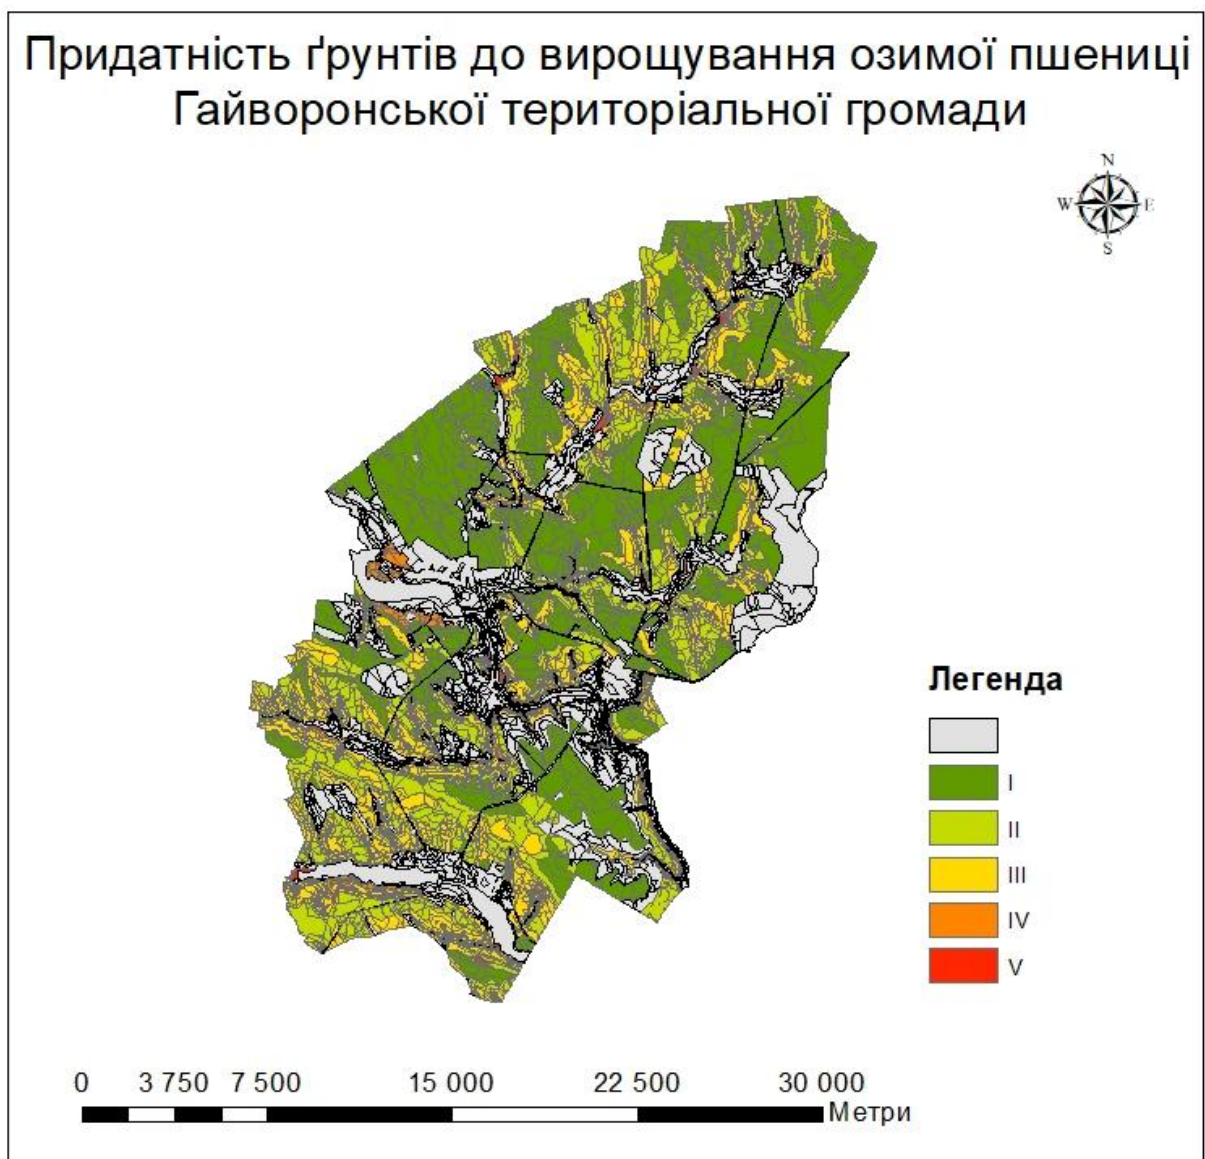 Придатність ґрунтів до вирощування озимої пшениці
Гайворонської територіальної громади
N
W E
S
Легенда
I
II
III
IV
V
0 3 750 7 500 15 000 22 500 30 000
Метри